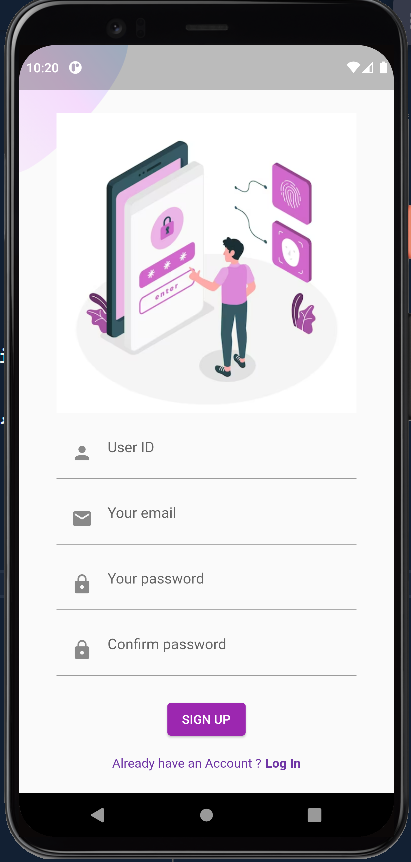 10:20
***
enter
User ID
Your email
Your password
Confirm password
SIGN UP
Already have an Account ? Log In